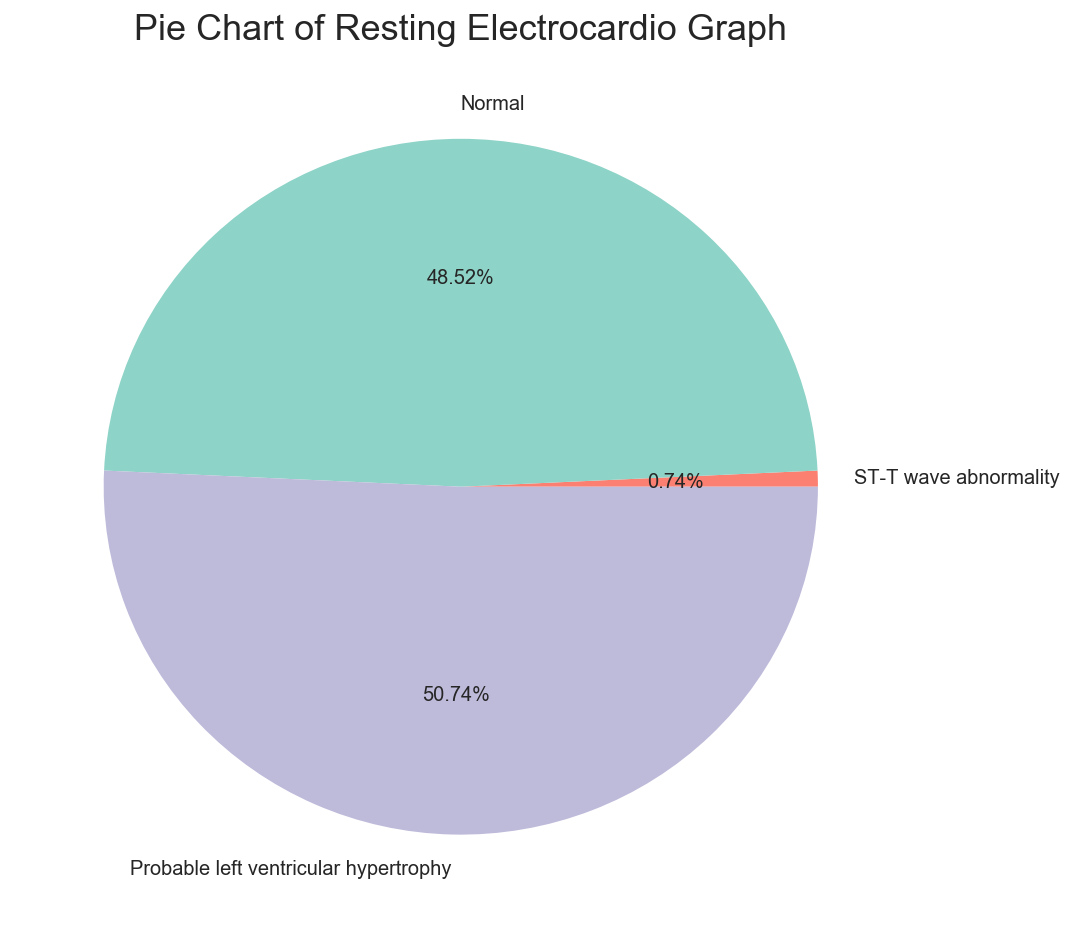 Pie Chart of Resting Electrocardio Graph
Normal
48.52%
0.74%
ST-T wave abnormality
50.74%
Probable left ventricular hypertrophy